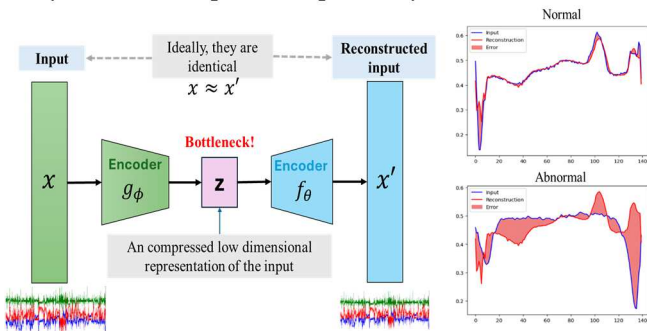 Input
Ideally, they are
identical
x ≈ x′
Reconstructed
input
Bottleneck!
x
Encoder
gϕ
z
Encoder
fθ
x′
An compressed low dimensional
representation of the input
Normal
Input
Reconstruction
Error
0.6
0.5
0.4
0.3
0.2
0 20 40 60 80 100 120 140
Abnormal
Input
Reconstruction
Error
0.6
0.5
0.4
0.3
0.2
0 20 40 60 80 100 120 140